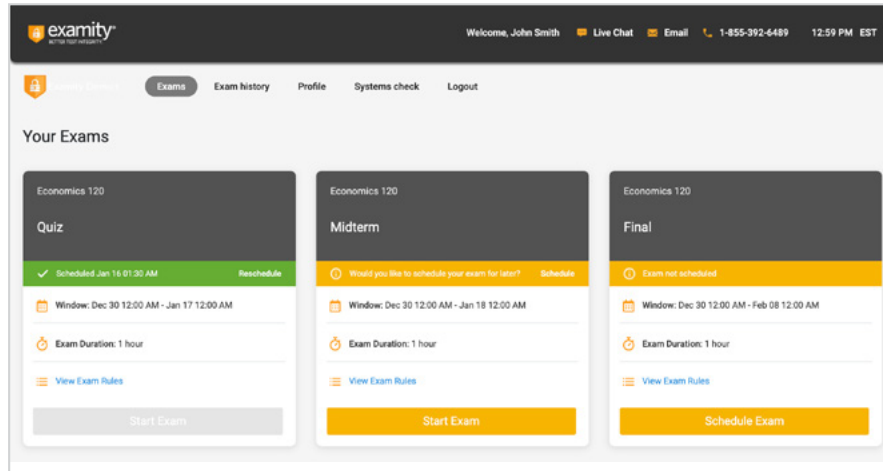 examity
BETTER TEST INTEGRITY
Welcome, John Smith
Live Chat
Email
1-855-392-6489
12:59 PM EST
Exams
Exam history
Profile
Systems check
Logout
Your Exams
Economics 120
Quiz
Scheduled Jan 16 01:30 AM
Reschedule
Window: Dec 30 12:00 AM - Jan 17 12:00 AM
Exam Duration: 1 hour
View Exam Rules
Start Exam
Economics 120
Midterm
Would you like to schedule your exam for later?
Schedule
Window: Dec 30 12:00 AM - Jan 18 12:00 AM
Exam Duration: 1 hour
View Exam Rules
Start Exam
Economics 120
Final
Exam not scheduled
Window: Dec 30 12:00 AM - Feb 08 12:00 AM
Exam Duration: 1 hour
View Exam Rules
Schedule Exam